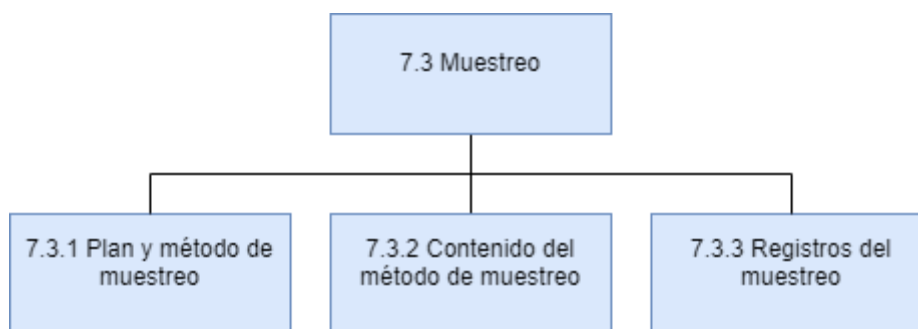 7.3 Muestreo
7.3.1 Plan y método de
muestreo
7.3.2 Contenido del
método de muestreo
7.3.3 Registros del
muestreo